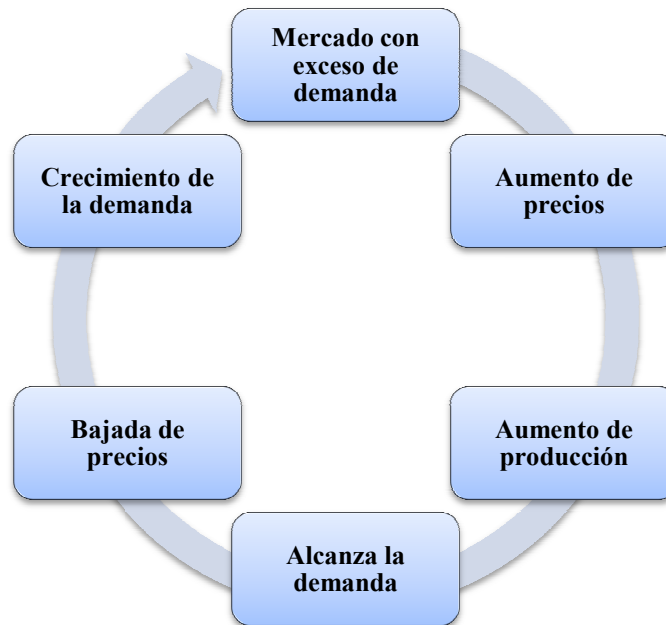 Mercado con
exceso de
demanda
Aumento de
precios
Aumento de
producción
Alcanza la
demanda
Bajada de
precios
Crecimiento de
la demanda